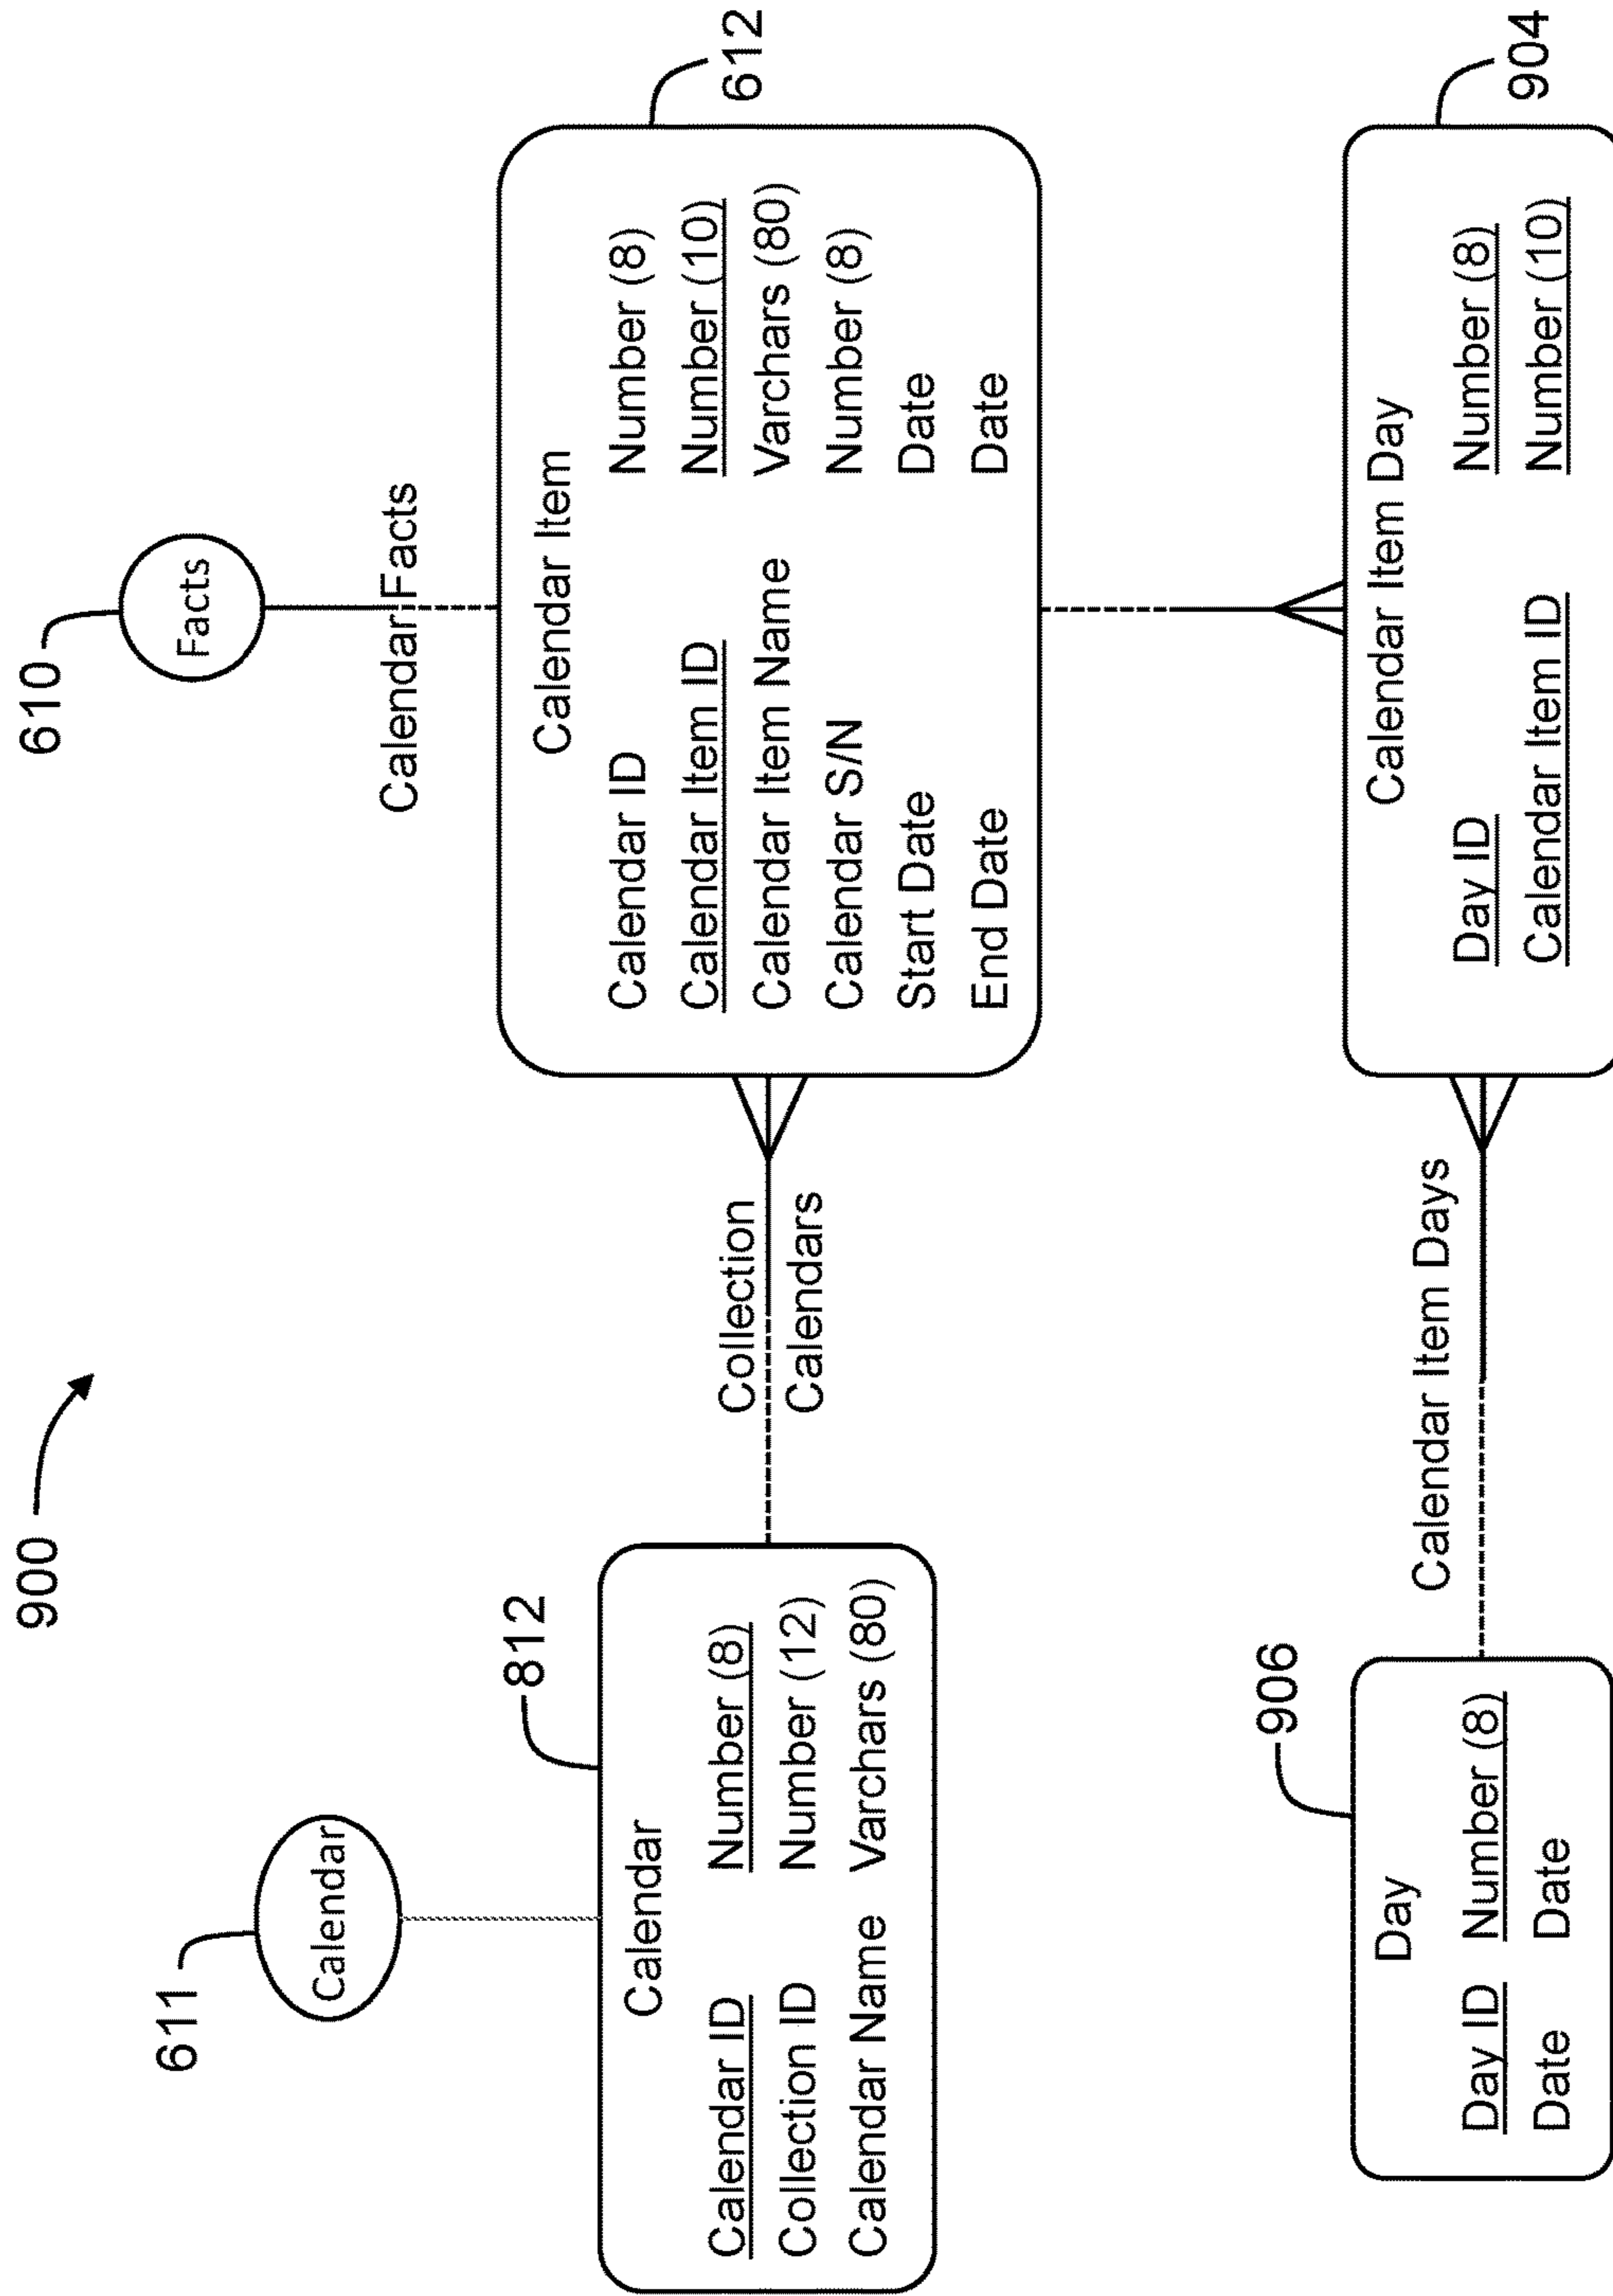 900
611
Calendar
812
Calendar
Calendar ID Number (8)
Collection ID Number (12)
Calendar Name Varchars (80)
610
Facts
Calendar Facts
Collection
Calendars
612
Calendar Item
Calendar ID Number (8)
Calendar Item ID Number (10)
Calendar Item Name Varchars (80)
Calendar S/N Number (8)
Start Date Date
End Date Date
906
Day
Day ID Number (8)
Date Date
Calendar Item Days
904
Calendar Item Day
Day ID Number (8)
Calendar Item ID Number (10)